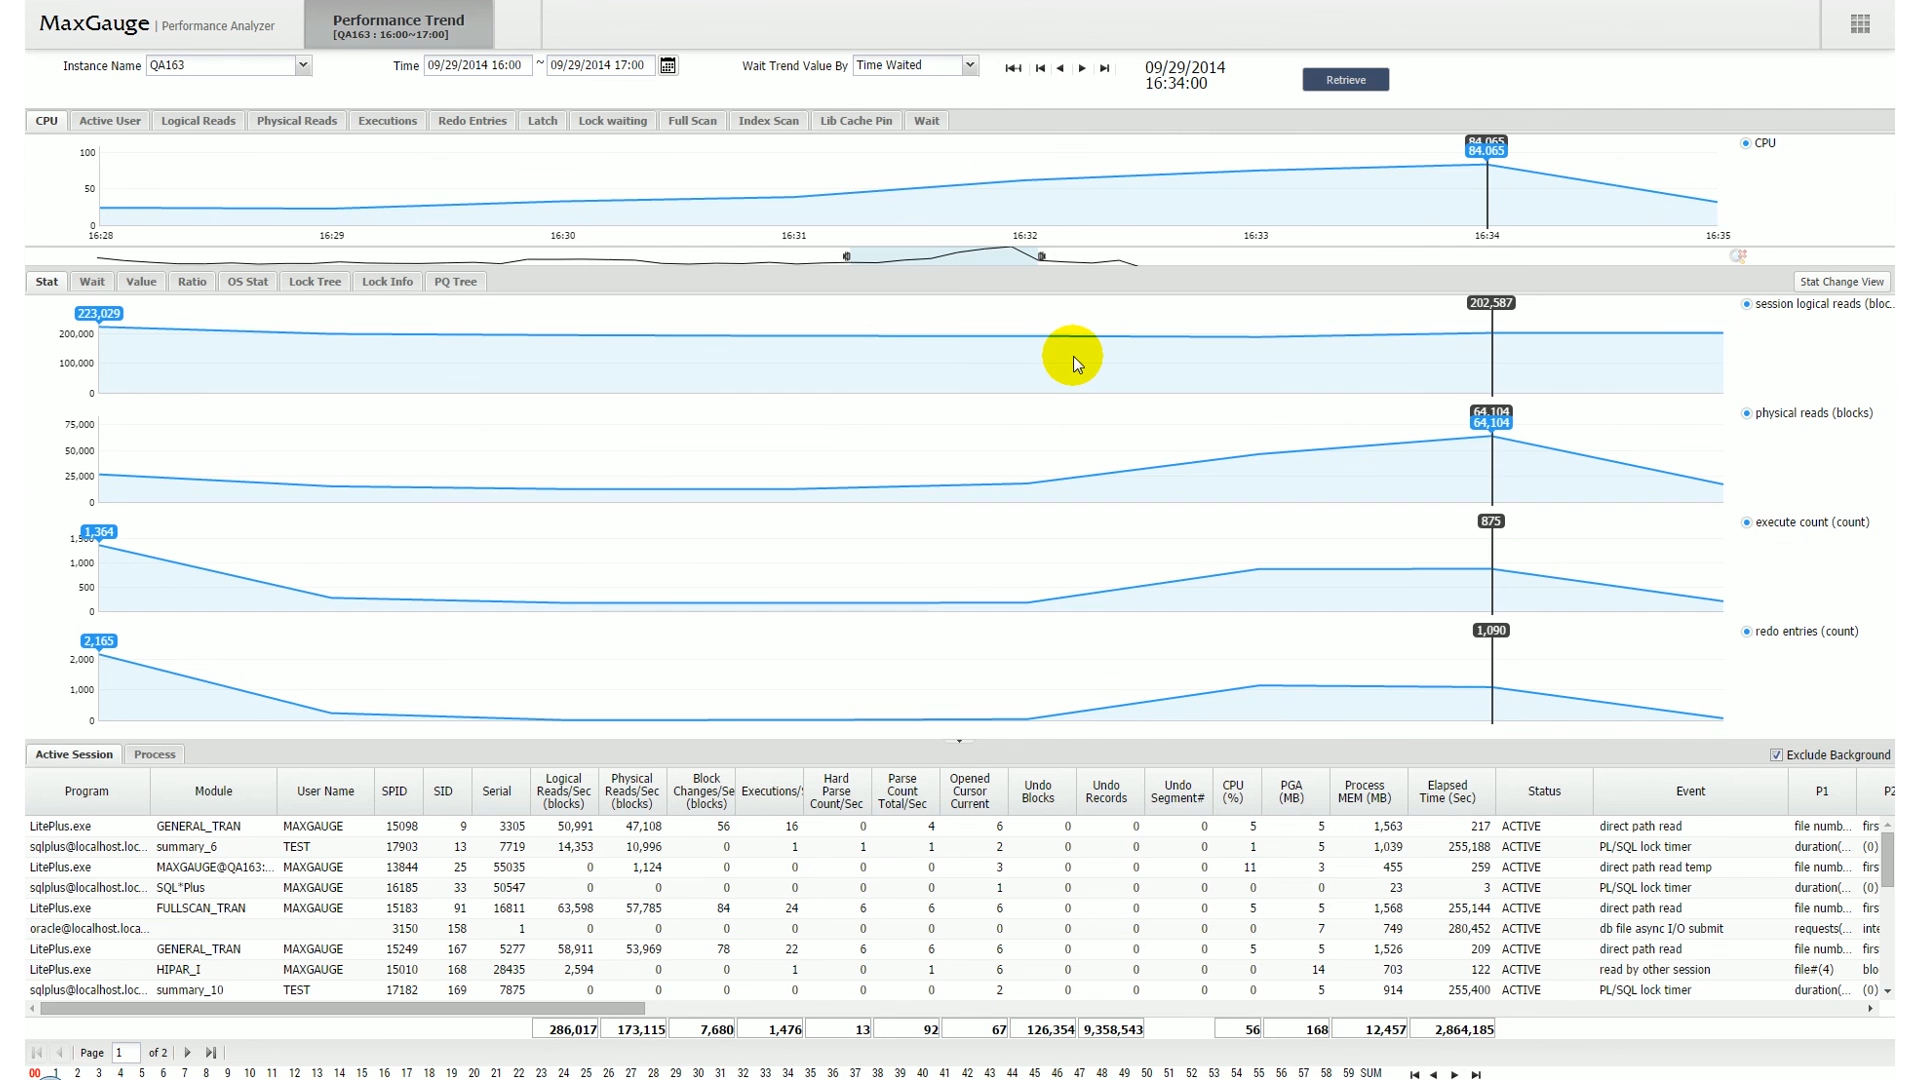 MaxGauge | Performance Analyzer
Performance Trend
[QA163 : 16:00~17:00]
Instance Name QA163 Time 09/29/2014 16:00 ~ 09/29/2014 17:00 Wait Trend Value By Time Waited
09/29/2014
16:34:00
Retrieve
CPU Active User Logical Reads Physical Reads Executions Redo Entries Latch Lock waiting Full Scan Index Scan Lib Cache Pin Wait
84.065
84.065
CPU
100
50
0
16:28 16:29 16:30 16:31 16:32 16:33 16:34 16:35
Stat Wait Value Ratio OS Stat Lock Tree Lock Info PQ Tree Stat Change View
223,029 202,587 session logical reads (bloc...
200,000
100,000
0
64,104
64,104
physical reads (blocks)
75,000
50,000
25,000
0
1,364 875 execute count (count)
1,000
500
0
2,165 1,090 redo entries (count)
2,000
1,000
0
Active Session Process Exclude Background
Program Module User Name SPID SID Serial Logical Reads/Sec (blocks) Physical Reads/Sec (blocks) Block Changes/Se (blocks) Executions/ Hard Parse Count/Sec Parse Count Total/Sec Opened Cursor Current Undo Blocks Undo Records Undo Segment# CPU (%) PGA (MB) Process MEM (MB) Elapsed Time (Sec) Status Event P1 P2
LitePlus.exe GENERAL_TRAN MAXGAUGE 15098 9 3305 50,991 47,108 56 16 0 4 6 0 0 0 5 5 1,563 217 ACTIVE direct path read file numb... firs
sqlplus@localhost.loc... summary_6 TEST 17903 13 7719 14,353 10,996 0 1 1 1 2 0 0 0 1 5 1,039 255,188 ACTIVE PL/SQL lock timer duration(... (0)
LitePlus.exe MAXGAUGE@QA163:... MAXGAUGE 13844 25 55035 0 1,124 0 0 0 0 3 0 0 0 11 3 455 259 ACTIVE direct path read temp file numb... firs
sqlplus@localhost.loc... SQL*Plus MAXGAUGE 16185 33 50547 0 0 0 0 0 0 1 0 0 0 0 0 23 3 ACTIVE PL/SQL lock timer duration(... (0)
LitePlus.exe FULLSCAN_TRAN MAXGAUGE 15183 91 16811 63,598 57,785 84 24 6 6 6 0 0 0 5 5 1,568 255,144 ACTIVE direct path read file numb... firs
oracle@localhost.loca... 3150 158 1 0 0 0 0 0 0 0 0 0 0 0 7 749 280,452 ACTIVE db file async I/O submit requests(... inte
LitePlus.exe GENERAL_TRAN MAXGAUGE 15249 167 5277 58,911 53,969 78 22 6 6 6 0 0 0 5 5 1,526 209 ACTIVE direct path read file numb... firs
LitePlus.exe HIPAR_I MAXGAUGE 15010 168 28435 2,594 0 0 1 0 1 6 0 0 0 0 14 703 122 ACTIVE read by other session file#(4) blo
sqlplus@localhost.loc... summary_10 TEST 17182 169 7875 0 0 0 0 0 0 2 0 0 0 0 5 914 255,400 ACTIVE PL/SQL lock timer duration(... (0)
286,017 173,115 7,680 1,476 13 92 67 126,354 9,358,543 56 168 12,457 2,864,185
Page 1 of 2
00 1 2 3 4 5 6 7 8 9 10 11 12 13 14 15 16 17 18 19 20 21 22 23 24 25 26 27 28 29 30 31 32 33 34 35 36 37 38 39 40 41 42 43 44 45 46 47 48 49 50 51 52 53 54 55 56 57 58 59 SUM